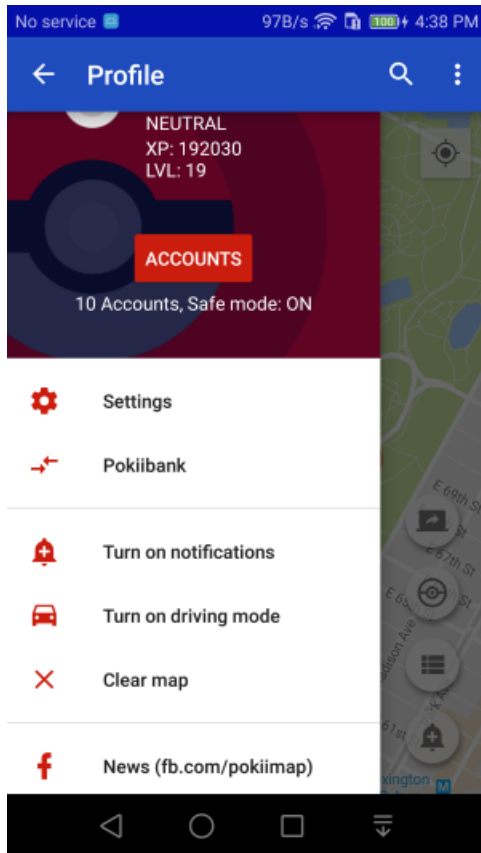 No service 97B/s 100 4:38 PM
Profile
NEUTRAL
XP: 192030
LVL: 19
ACCOUNTS
10 Accounts, Safe mode: ON
Settings
Pokiibank
E 69th St
St
E 67th St
Turn on notifications
Turn on driving mode
St
Clear map
61st
News (fb.com/pokiimap)
xington
M